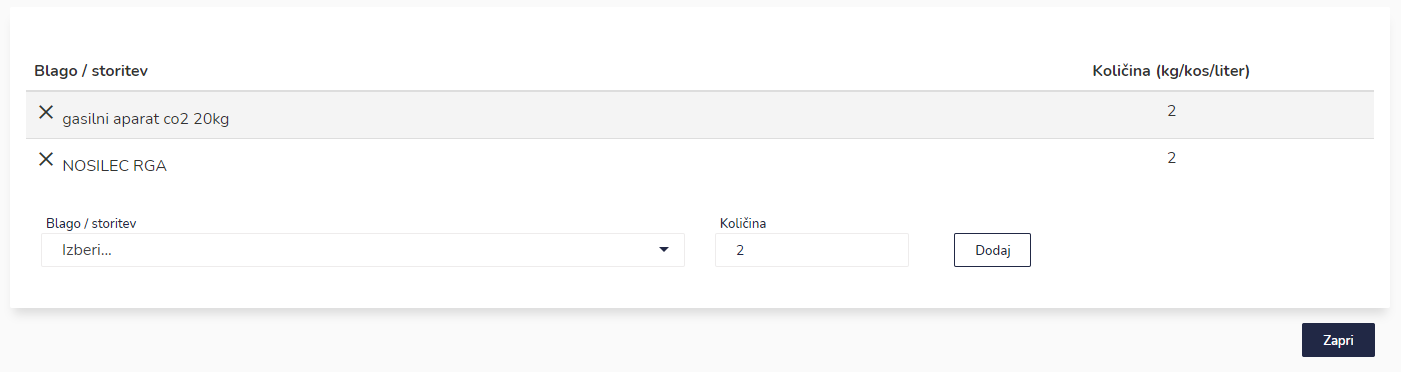 Blago / storitev Količina (kg/kos/liter)
gasilni aparat co2 20kg 2
NOSILEC RGA 2
Blago / storitev Količina
Izberi... 2 Dodaj
Zapri